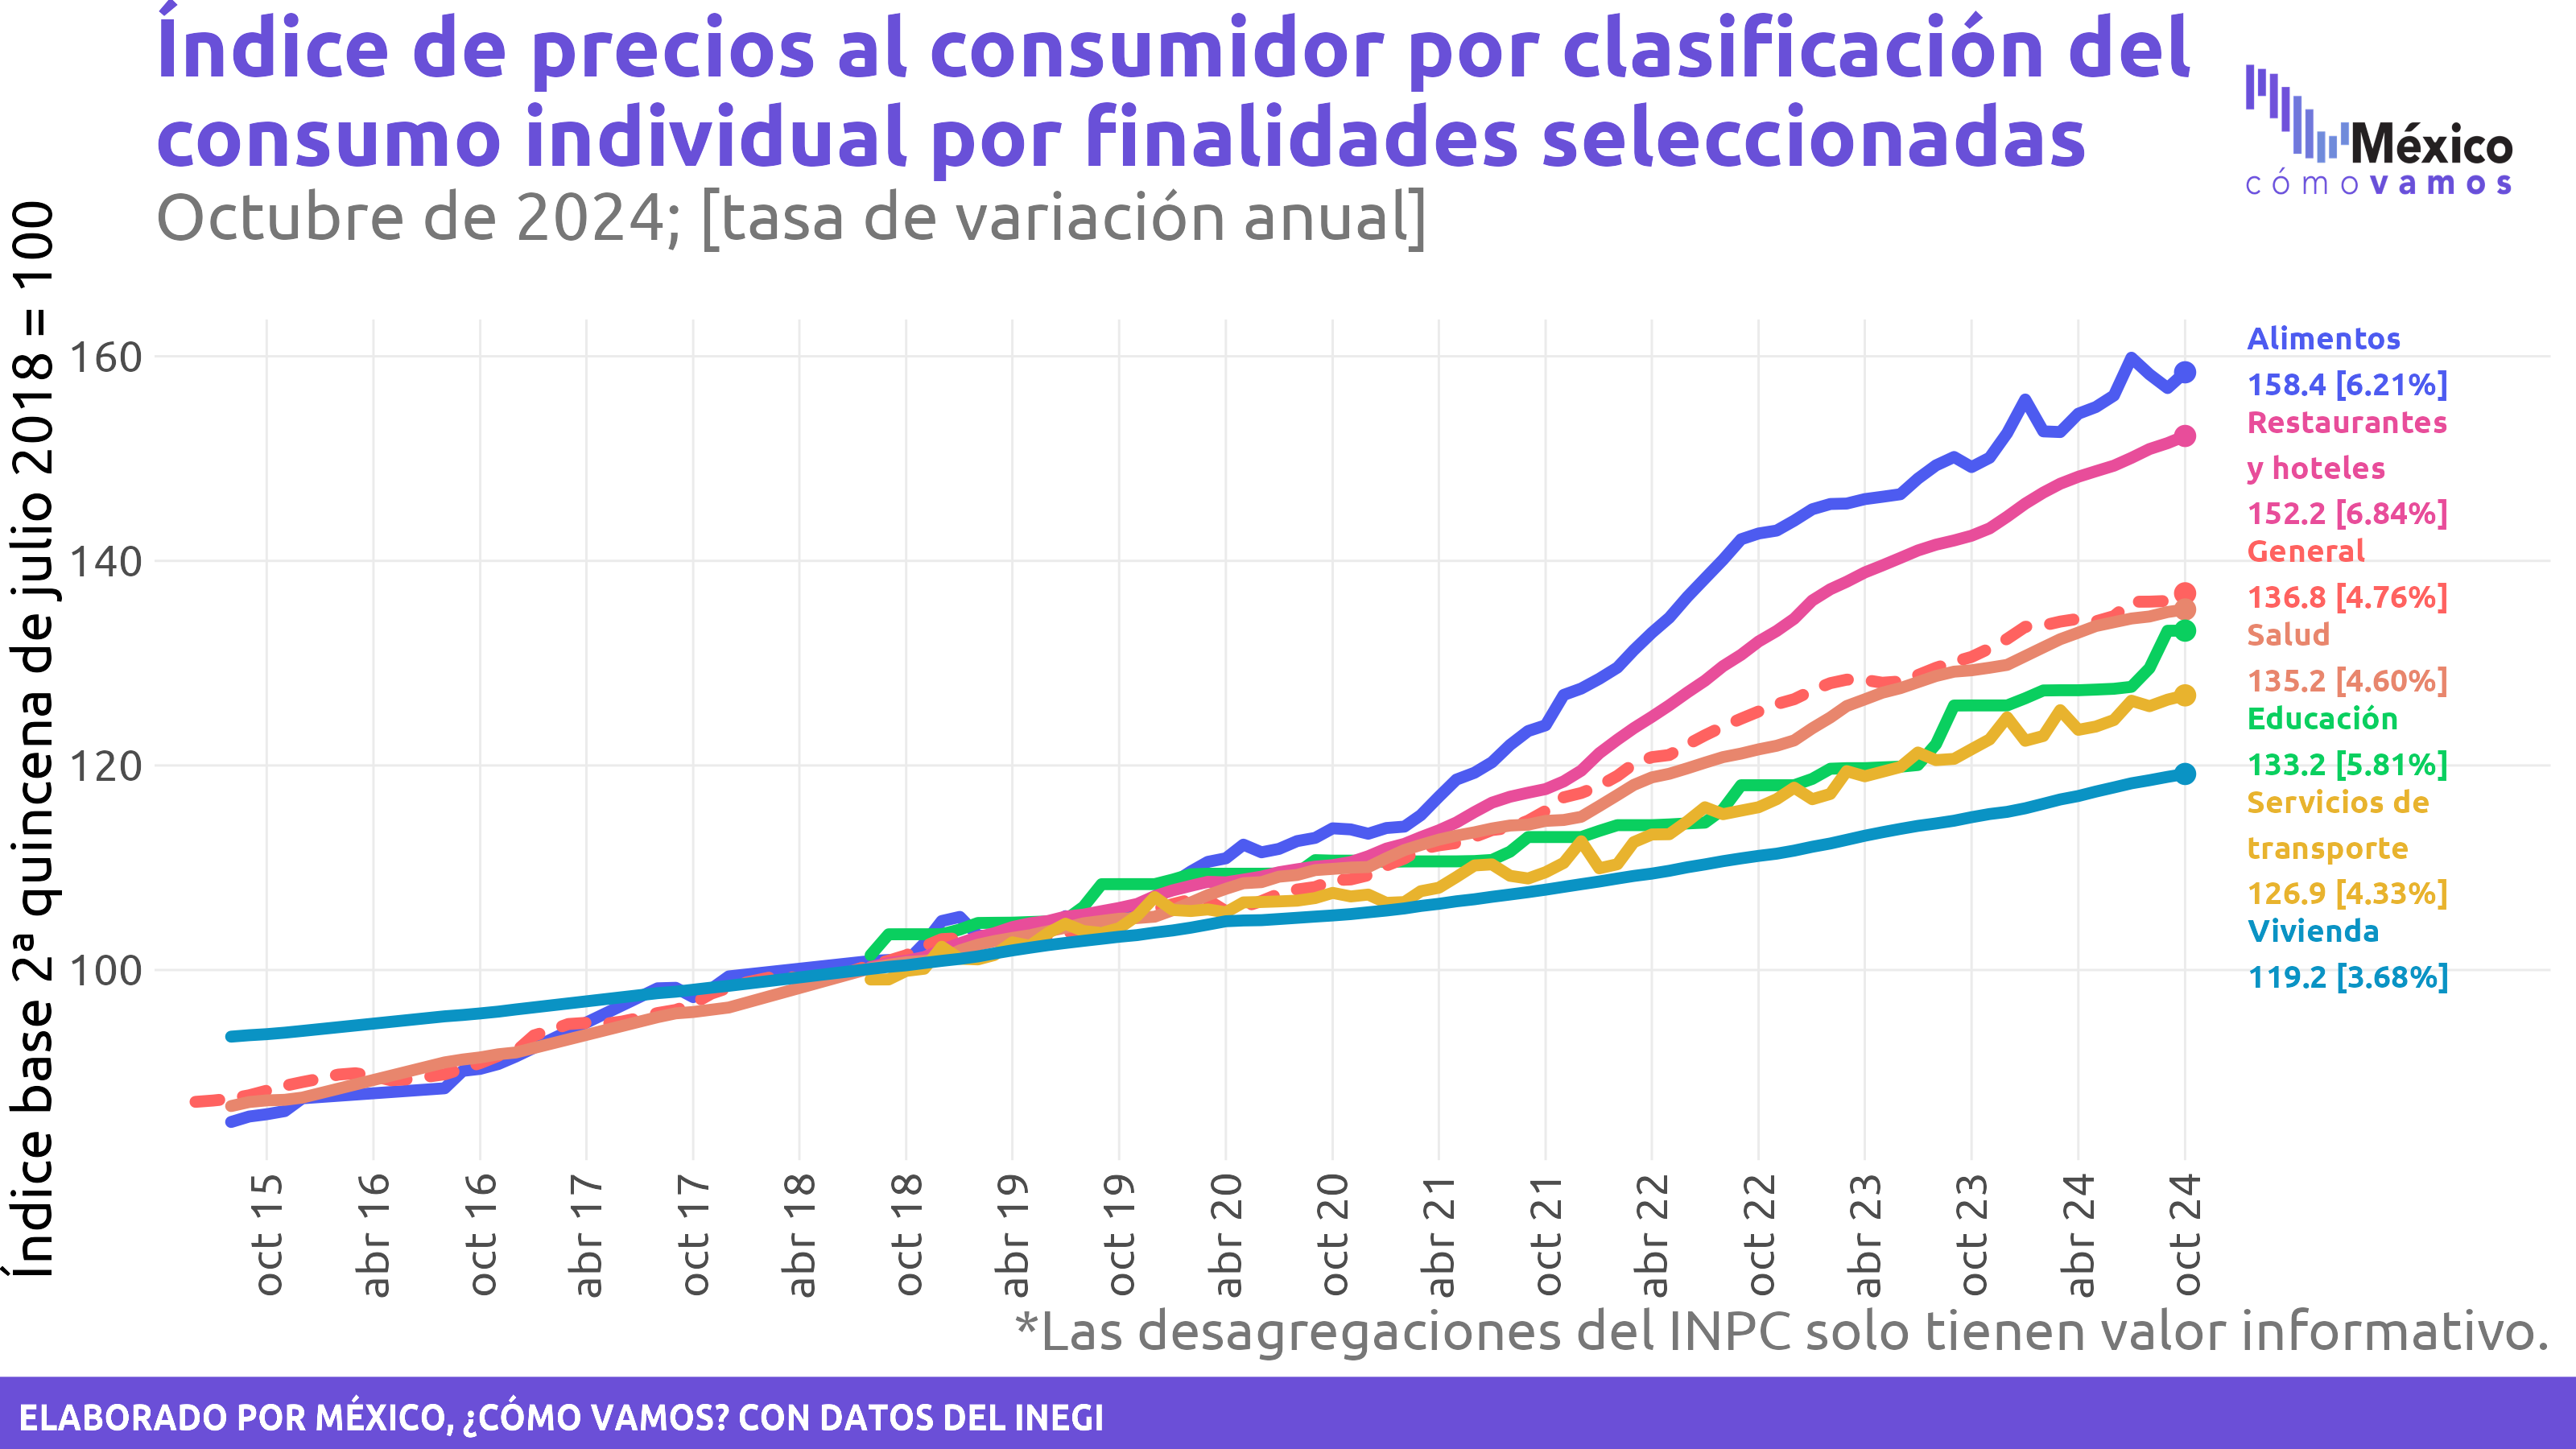 Índice de precios al consumidor por clasificación del
consumo individual por finalidades seleccionadas
Octubre de 2024; [tasa de variación anual]
México
cómo vamos
Índice base 2ª quincena de julio 2018 = 100
160
140
120
100
Alimentos
158.4 [6.21%]
Restaurantes
y hoteles
152.2 [6.84%]
General
136.8 [4.76%]
Salud
135.2 [4.60%]
Educación
133.2 [5.81%]
Servicios de
transporte
126.9 [4.33%]
Vivienda
119.2 [3.68%]
oct 15
abr 16
oct 16
abr 17
oct 17
abr 18
oct 18
abr 19
oct 19
abr 20
oct 20
abr 21
oct 21
abr 22
oct 22
abr 23
oct 23
abr 24
oct 24
*Las desagregaciones del INPC solo tienen valor informativo.
ELABORADO POR MÉXICO, ¿CÓMO VAMOS? CON DATOS DEL INEGI